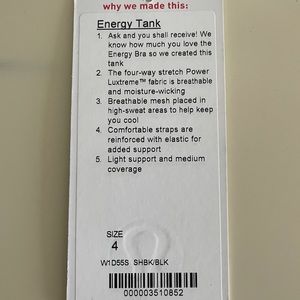 why we made this:
Energy Tank
1. Ask and you shall receive! We
know how much you love the
Energy Bra so we created
this tank
2. The four-way stretch Power
Luxtreme™ fabric is breathable
and moisture-wicking
3. Breathable mesh placed in
high-sweat areas to help keep
you cool
4. Comfortable straps are
reinforced with elastic for
added support
5. Light support and medium
coverage
SIZE
4
W1D55S SHBK/BLK
000003510852